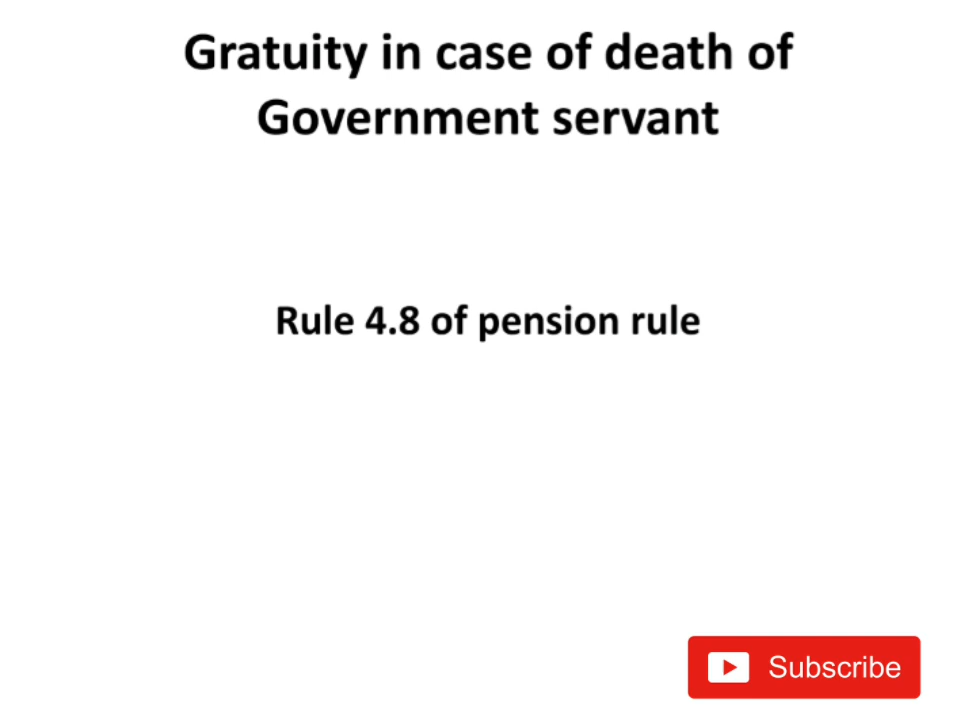 Gratuity in case of death of
Government servant
Rule 4.8 of pension rule
Subscribe